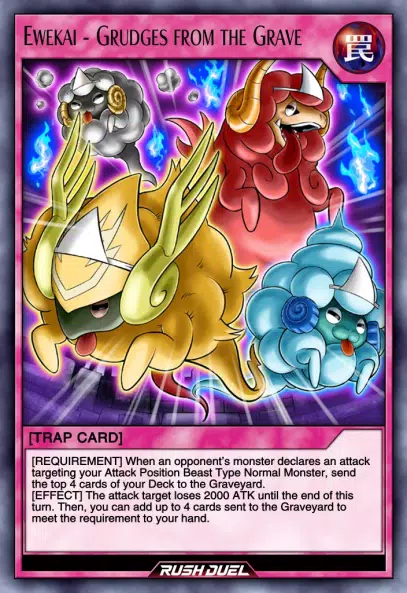 Ewekai - Grudges from the Grave
罠
[TRAP CARD]
[REQUIREMENT] When an opponent's monster declares an attack
targeting your Attack Position Beast Type Normal Monster, send
the top 4 cards of your Deck to the Graveyard.
[EFFECT] The attack target loses 2000 ATK until the end of this
turn. Then, you can add up to 4 cards sent to the Graveyard to
meet the requirement to your hand.
RUSH DUEL